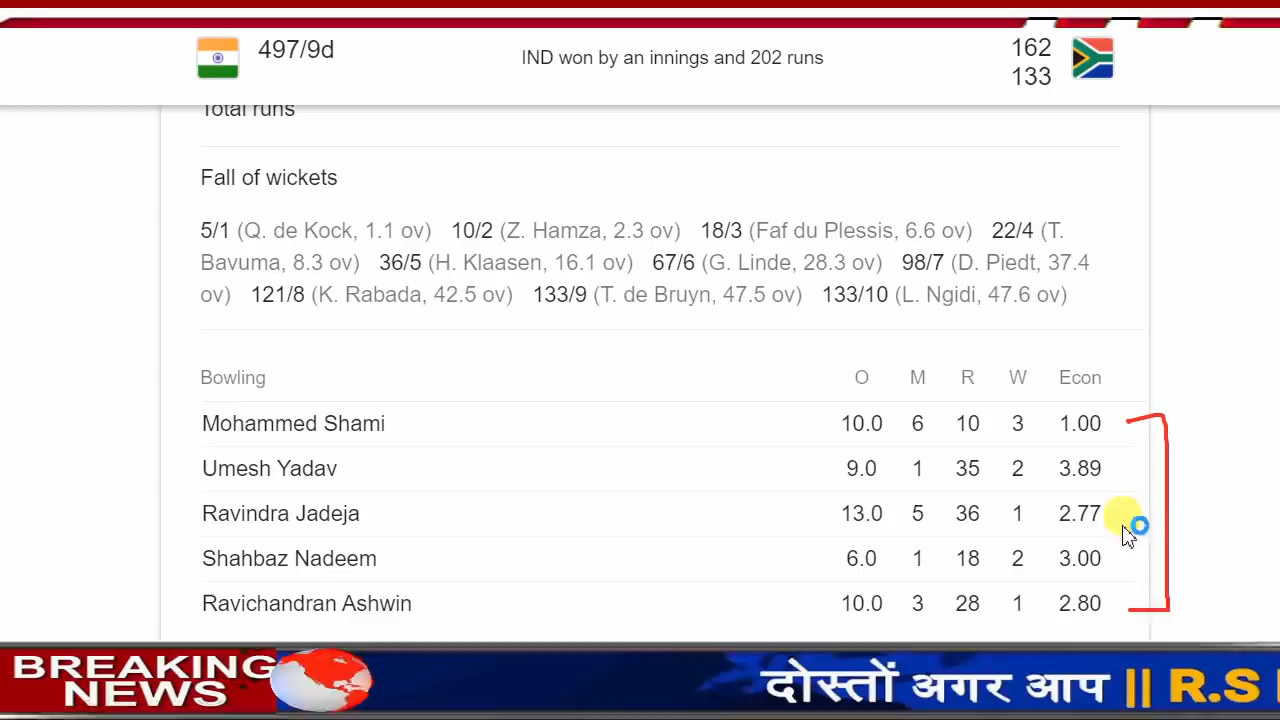 497/9d IND won by an innings and 202 runs 162
133
Total runs
Fall of wickets
5/1 (Q. de Kock, 1.1 ov) 10/2 (Z. Hamza, 2.3 ov) 18/3 (Faf du Plessis, 6.6 ov) 22/4 (T.
Bavuma, 8.3 ov) 36/5 (H. Klaasen, 16.1 ov) 67/6 (G. Linde, 28.3 ov) 98/7 (D. Piedt, 37.4
ov) 121/8 (K. Rabada, 42.5 ov) 133/9 (T. de Bruyn, 47.5 ov) 133/10 (L. Ngidi, 47.6 ov)
Bowling O M R W Econ
Mohammed Shami 10.0 6 10 3 1.00
Umesh Yadav 9.0 1 35 2 3.89
Ravindra Jadeja 13.0 5 36 1 2.77
Shahbaz Nadeem 6.0 1 18 2 3.00
Ravichandran Ashwin 10.0 3 28 1 2.80
BREAKING
NEWS
दोस्तों अगर आप || R.S